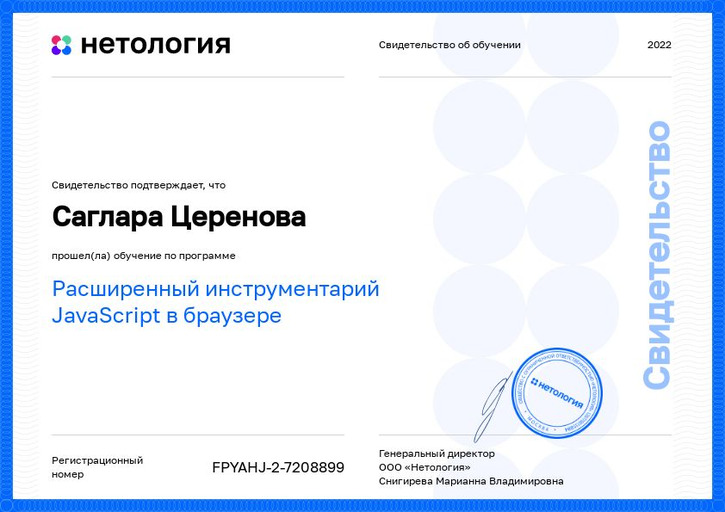 нетология
Свидетельство об обучении
2022
Свидетельство подтверждает, что
Саглара Церенова
прошел(ла) обучение по программе
Расширенный инструментарий
JavaScript в браузере
Свидетельство
нетология
МОСКВА
Регистрационный
номер
FPYAHJ-2-7208899
Генеральный директор
ООО «Нетология»
Снигирева Марианна Владимировна